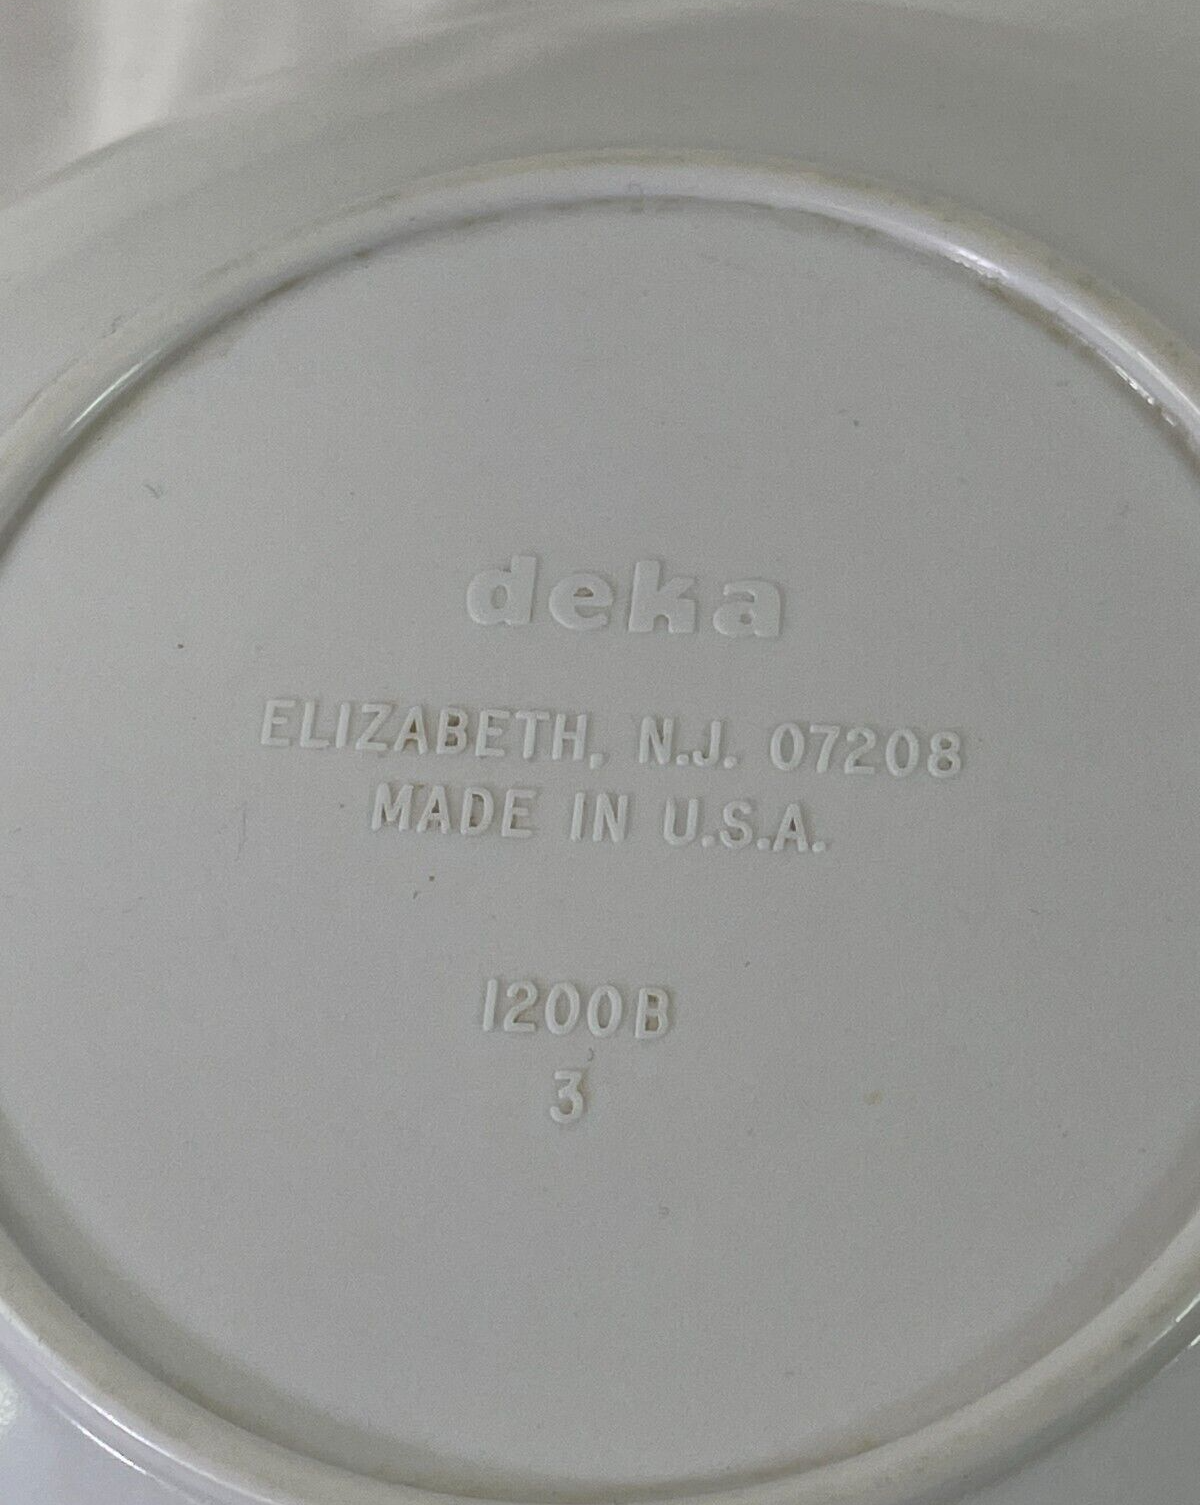 deka
ELIZABETH, N.J. 07208
MADE IN U.S.A.
1200B
3